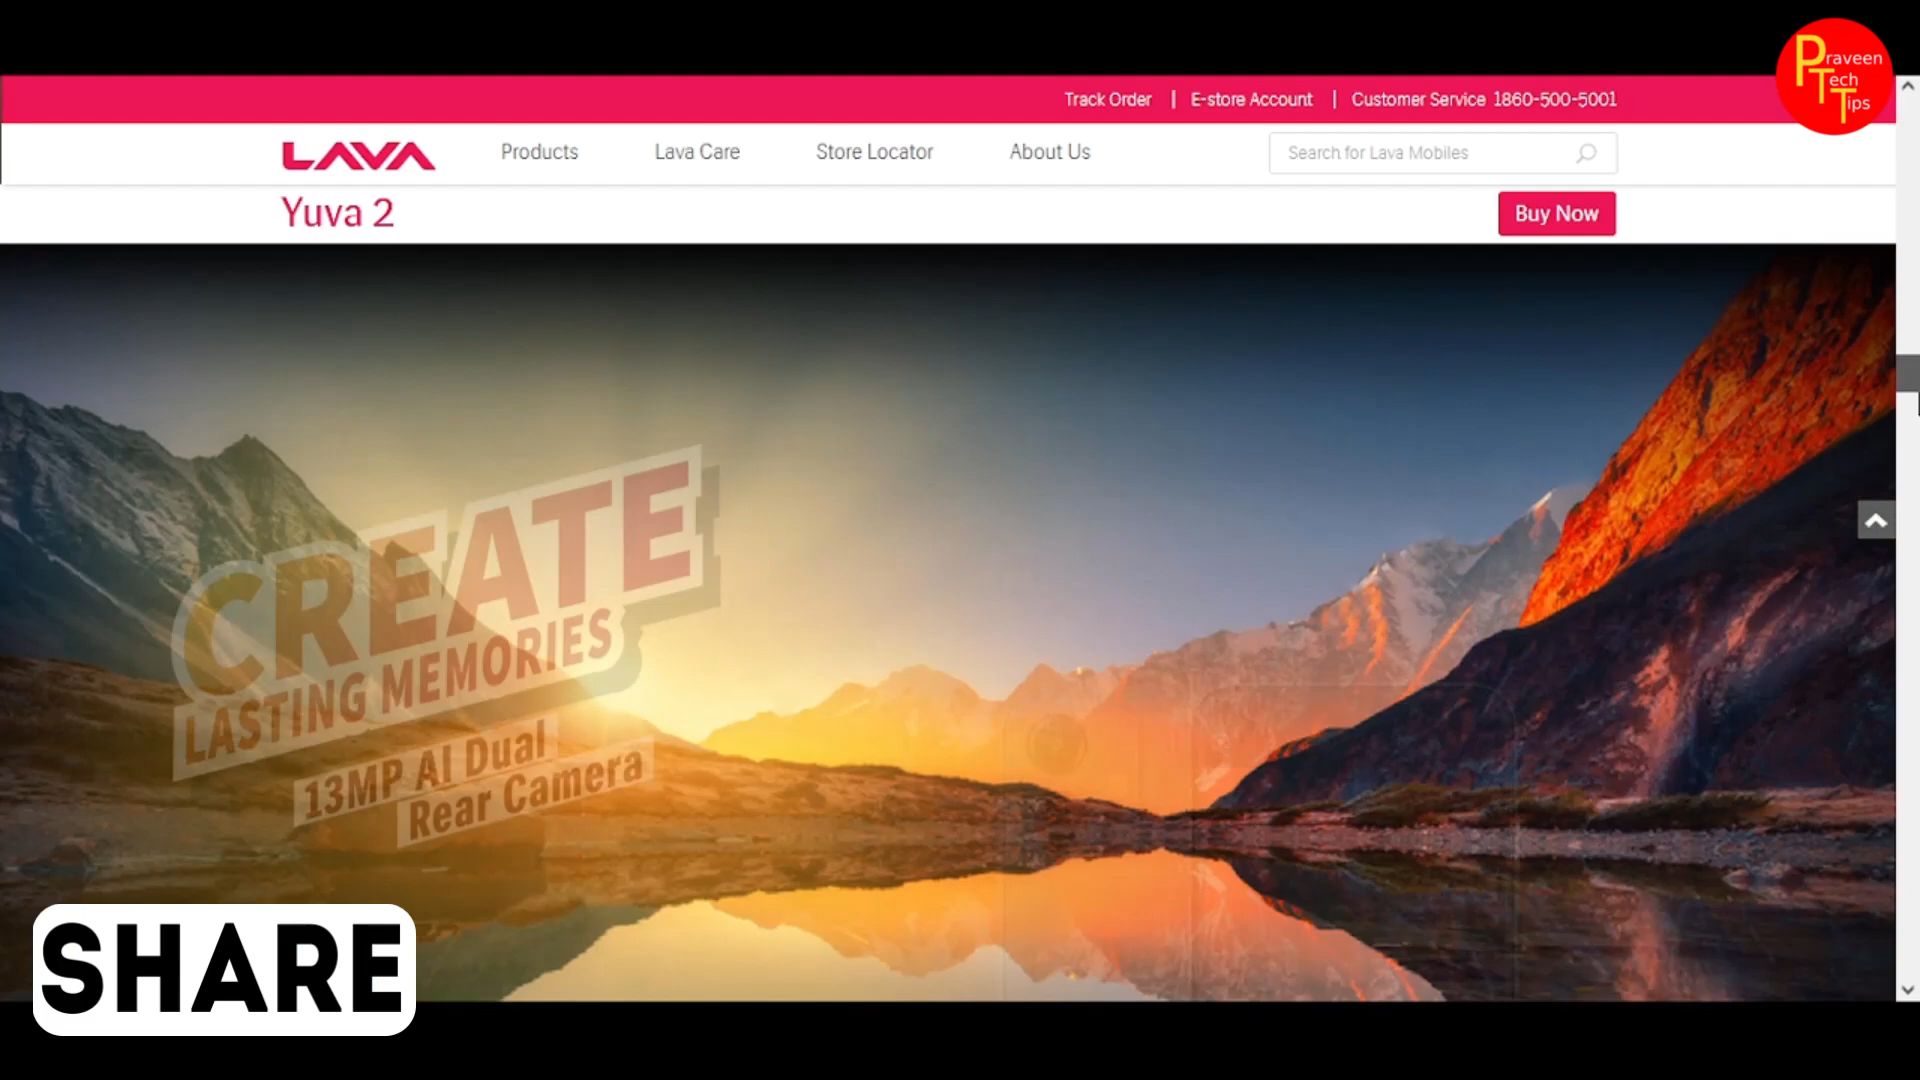 Praveen
Tech
Tips
Track Order | E-store Account | Customer Service 1860-500-5001
LAVA Products Lava Care Store Locator About Us Search for Lava Mobiles
Yuva 2 Buy Now
CREATE
LASTING MEMORIES
13MP AI Dual
Rear Camera
SHARE